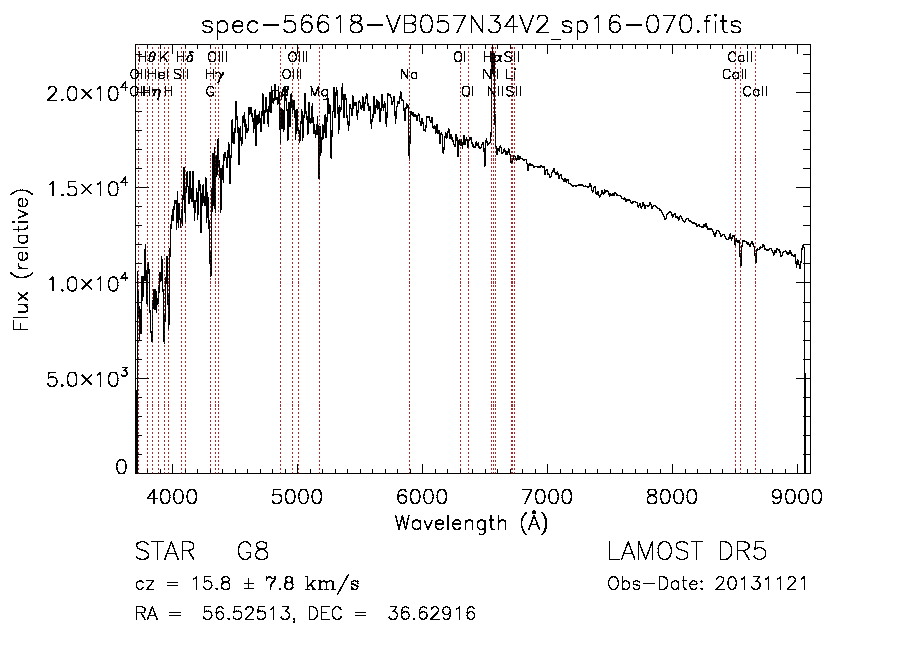 spec-56618-VB057N34V2_sp16-070.fits
Hθ K Hδ OIII OIII OI Hα SII CaII
OII HeI SII Hγ OIII Na NII Li CaII
OII Hη H G Mg OI NII SII CaII
2.0×10⁴
1.5×10⁴
1.0×10⁴
5.0×10³
0
Flux (relative)
4000 5000 6000 7000 8000 9000
Wavelength (Å)
STAR G8 LAMOST DR5
cz = 15.8 ± 7.8 km/s Obs-Date: 20131121
RA = 56.52513, DEC = 36.62916